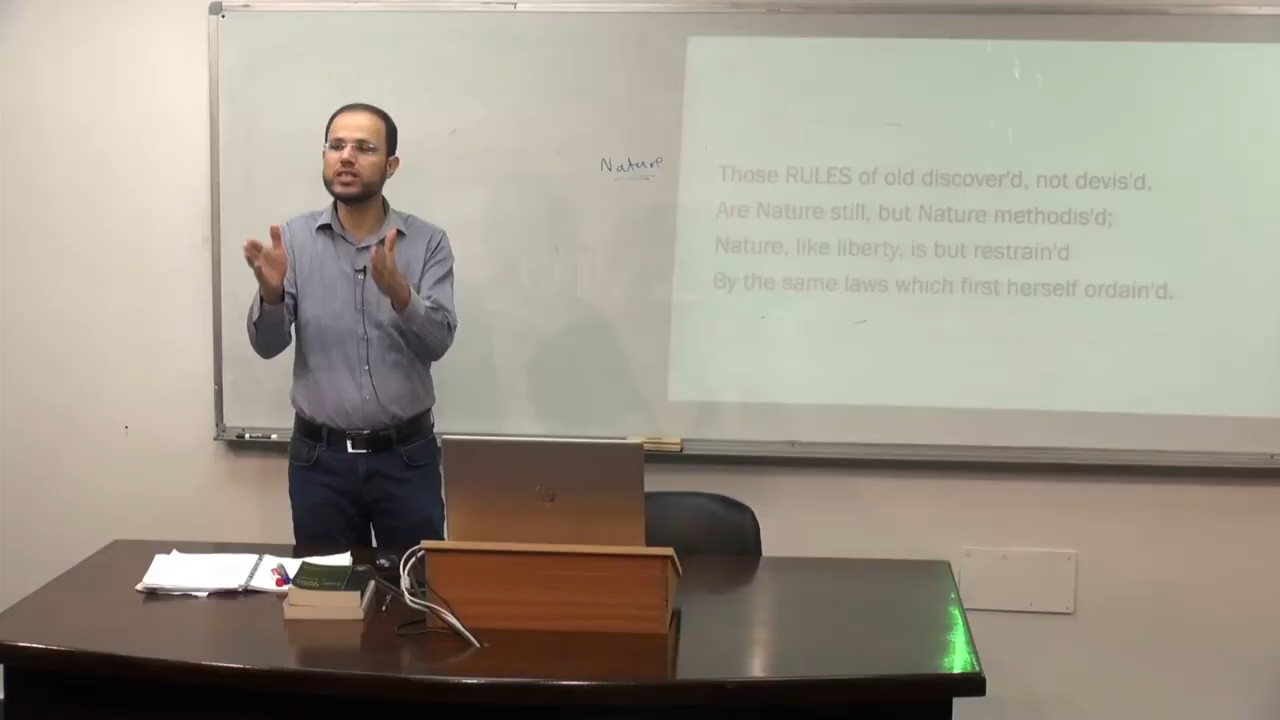 Nature
Those RULES of old discover'd, not devis'd,
Are Nature still, but Nature methodis'd;
Nature, like liberty, is but restrain'd
By the same laws which first herself ordain'd.
hp